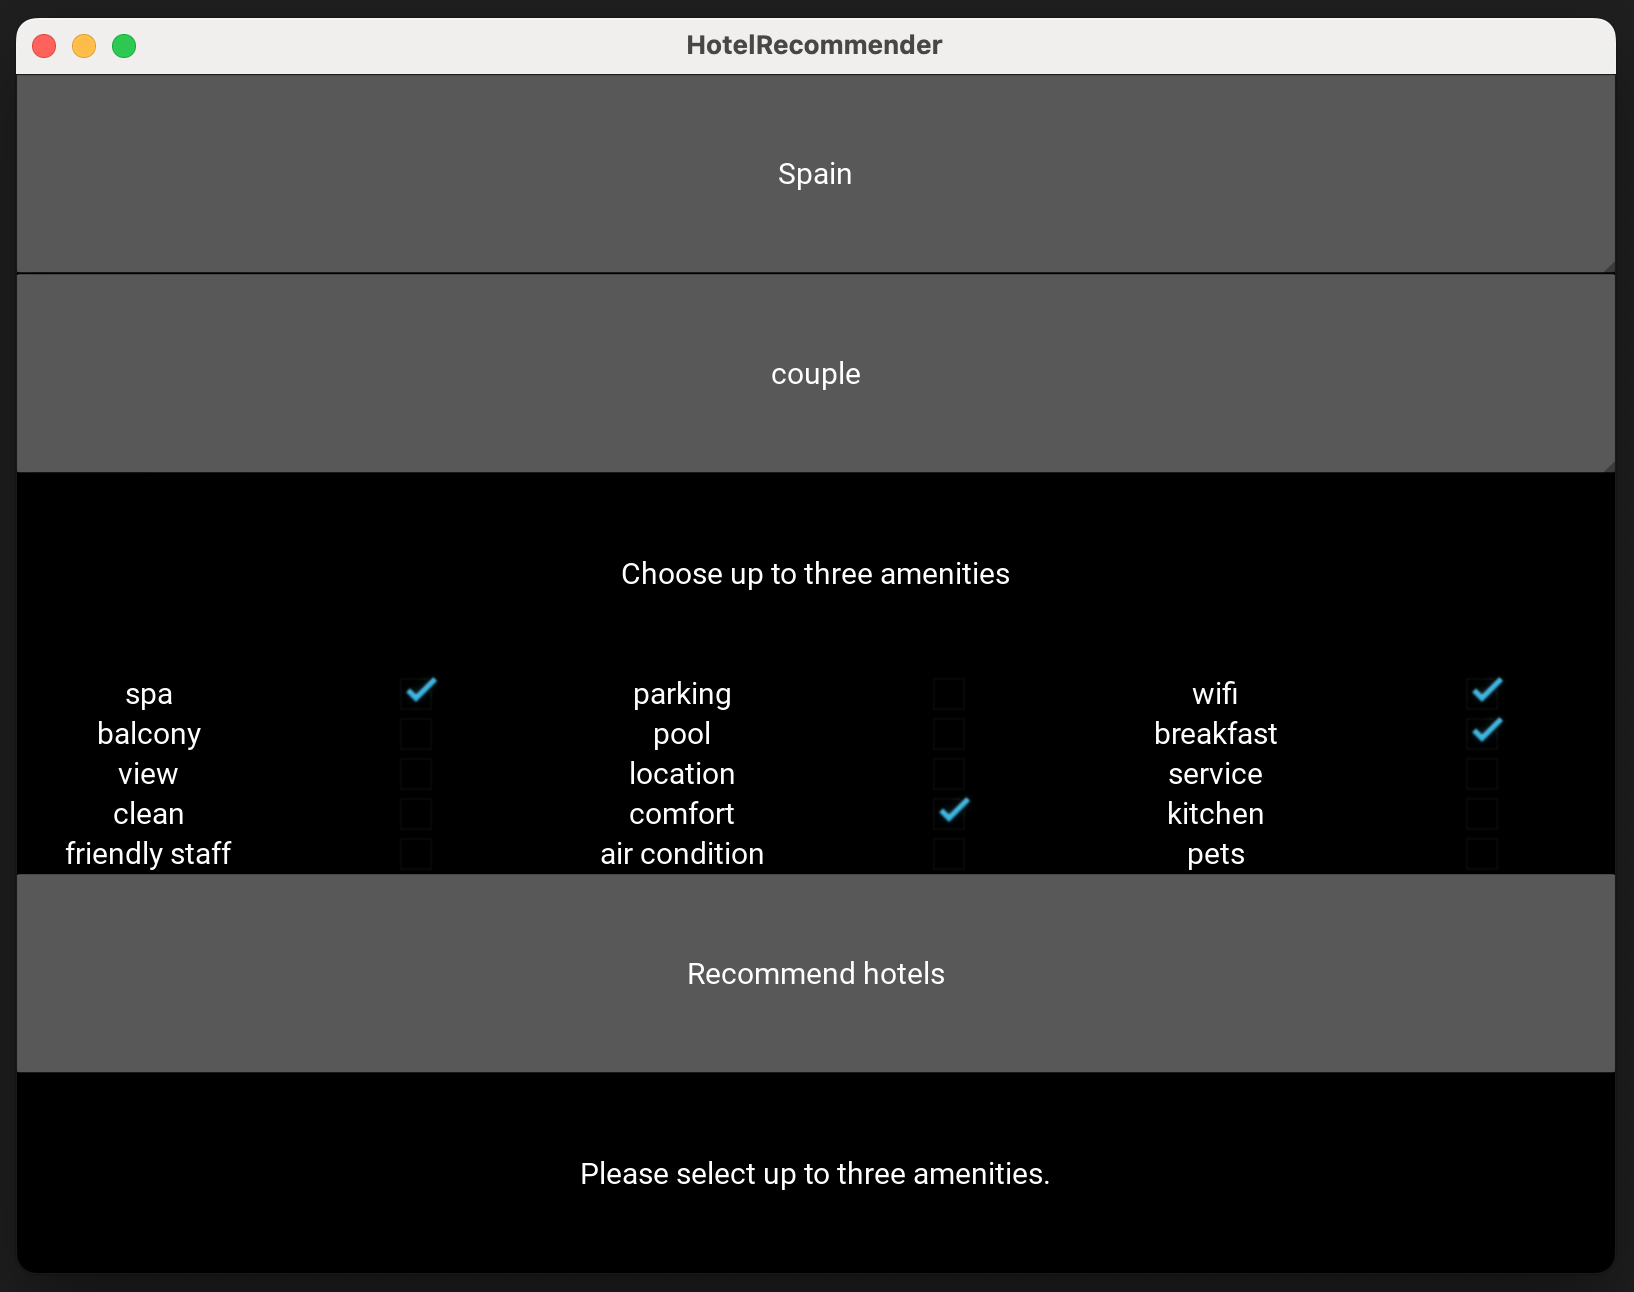 HotelRecommender
Spain
couple
Choose up to three amenities
spa parking wifi
balcony pool breakfast
view location service
clean comfort kitchen
friendly staff air condition pets
Recommend hotels
Please select up to three amenities.